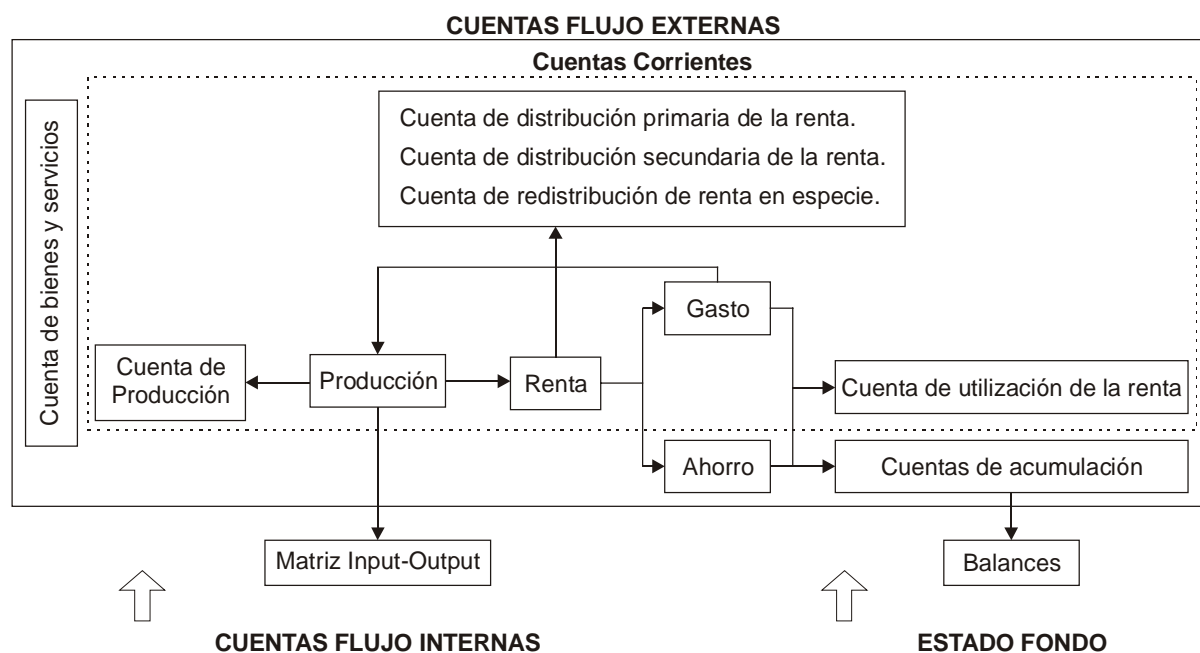 CUENTAS FLUJO EXTERNAS
Cuentas Corrientes
Cuenta de bienes y servicios
Cuenta de distribución primaria de la renta.
Cuenta de distribución secundaria de la renta.
Cuenta de redistribución de renta en especie.
Gasto
Cuenta de
Producción
Producción
Renta
Cuenta de utilización de la renta
Ahorro
Cuentas de acumulación
Matriz Input-Output
Balances
CUENTAS FLUJO INTERNAS
ESTADO FONDO